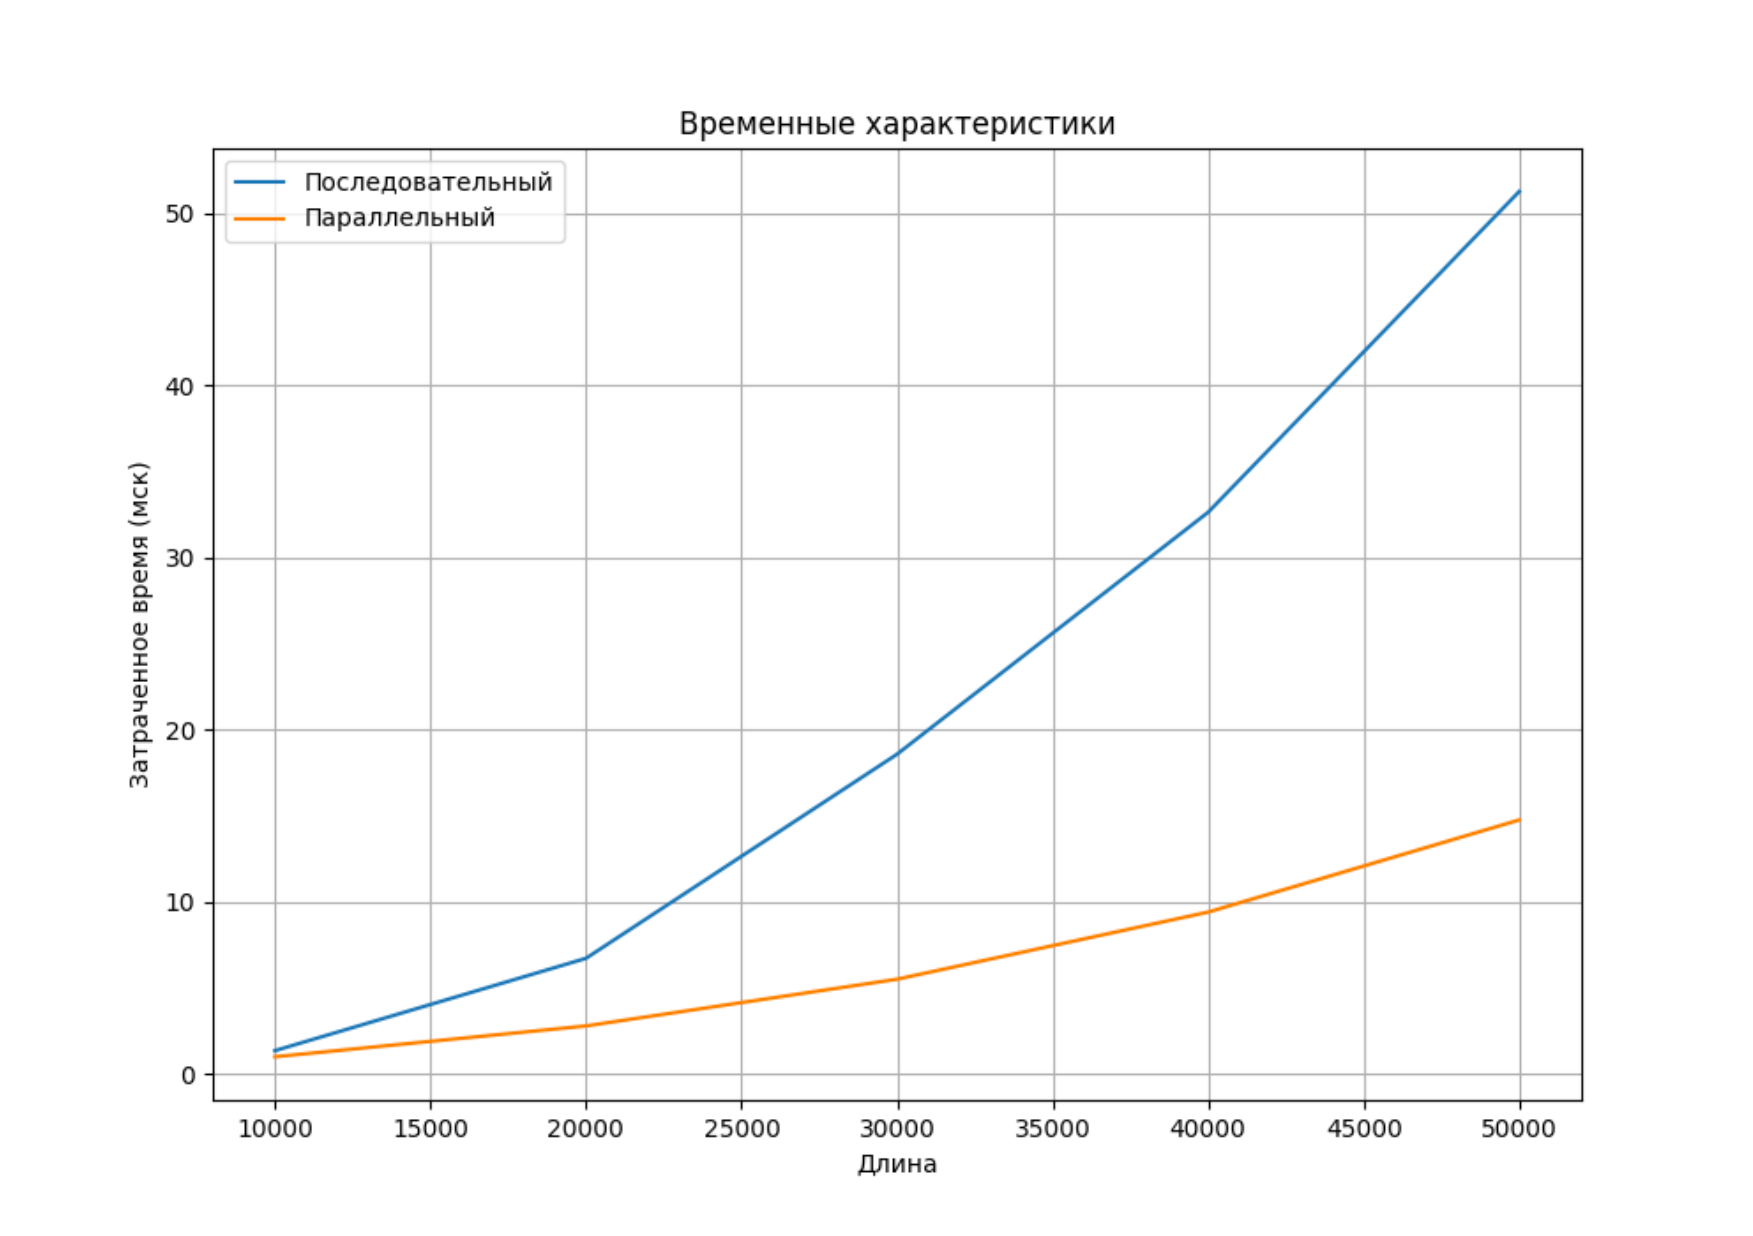 Временные характеристики
Последовательный
Параллельный
50
40
30
20
10
0
Затраченное время (мск)
10000 15000 20000 25000 30000 35000 40000 45000 50000
Длина